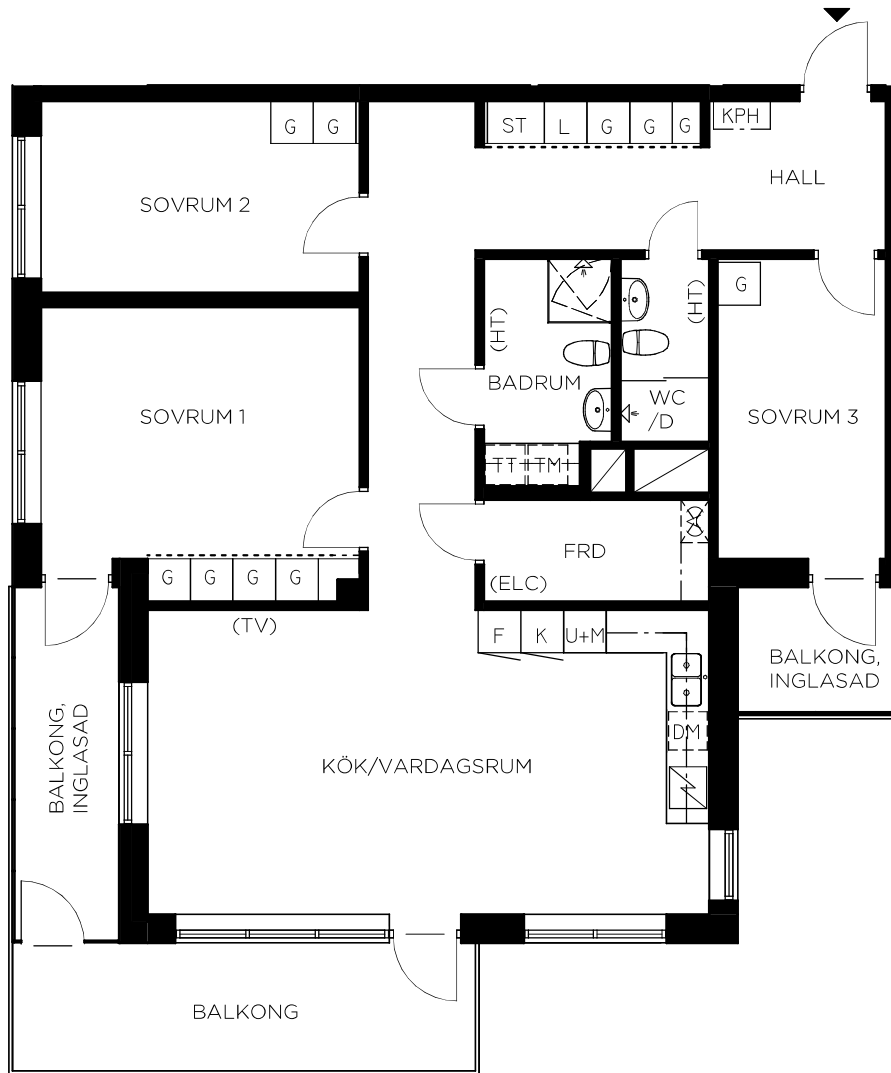 KPH
ST
L
G
G
G
G
G
HALL
SOVRUM 2
G
(HT)
(HT)
BADRUM
WC
/D
SOVRUM 1
SOVRUM 3
TT
TM
FRD
(ELC)
G
G
G
G
(TV)
F
K
U+M
BALKONG,
INGLASAD
DM
BALKONG,
INGLASAD
KÖK/VARDAGSRUM
BALKONG